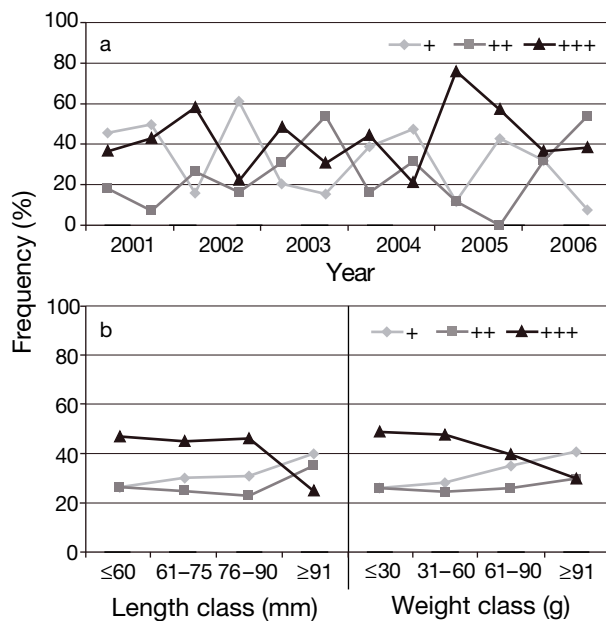 100
a
+ ++ +++
80
60
40
20
0
2001 2002 2003 2004 2005 2006
Year
Frequency (%)
100
b
+ ++ +++
+ ++ +++
80
60
40
20
0
≤60 61–75 76–90 ≥91 ≤30 31–60 61–90 ≥91
Length class (mm) Weight class (g)